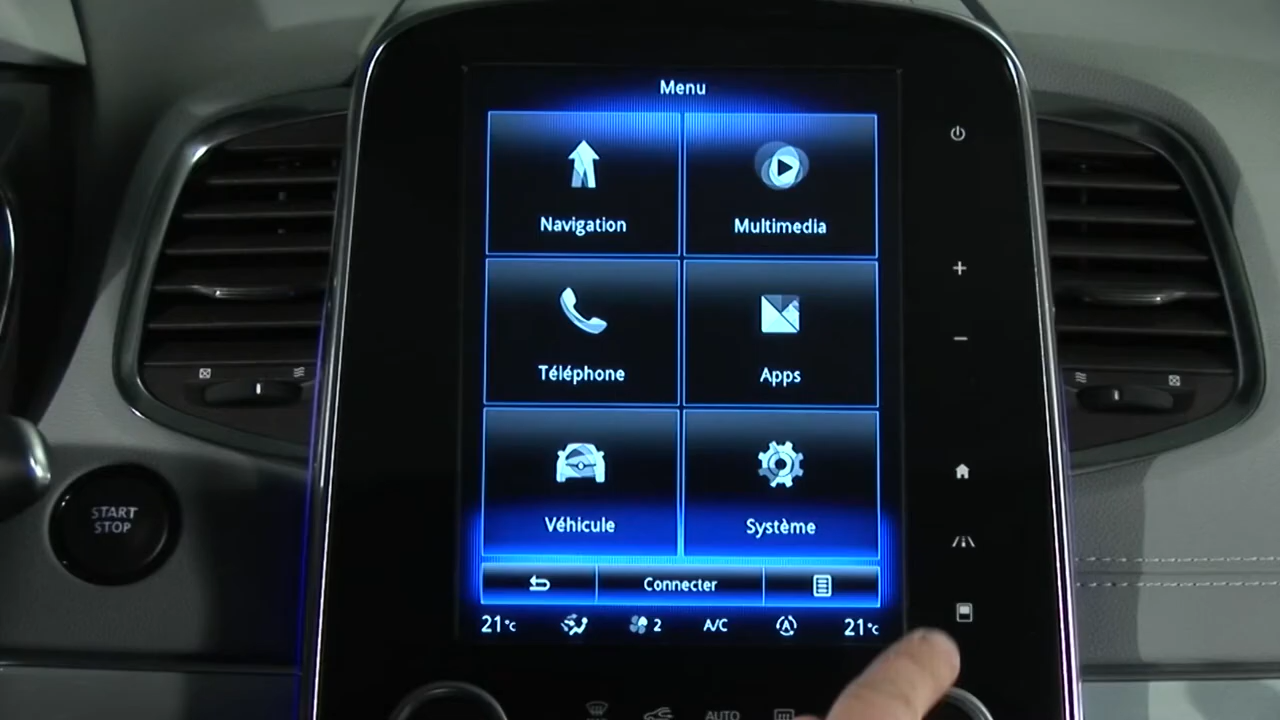 Menu
Navigation
Multimedia
Téléphone
Apps
Véhicule
Système
Connecter
21°c
2
A/C
A
21°c
START
STOP
AUTO
+
−